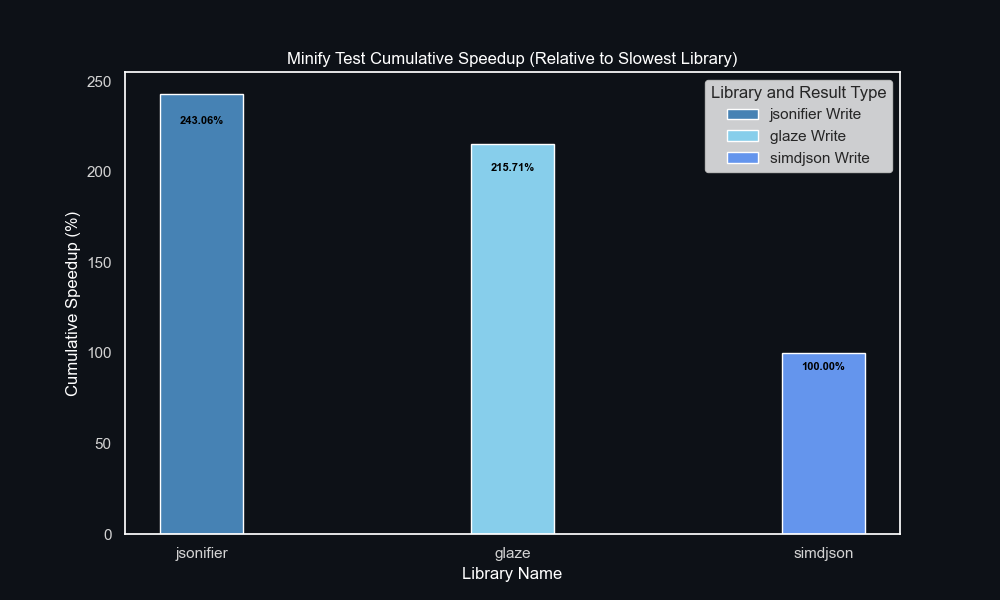 Minify Test Cumulative Speedup (Relative to Slowest Library)
Cumulative Speedup (%)
250
200
150
100
50
0
243.06%
215.71%
100.00%
Library and Result Type
jsonifier Write
glaze Write
simdjson Write
jsonifier
glaze
simdjson
Library Name